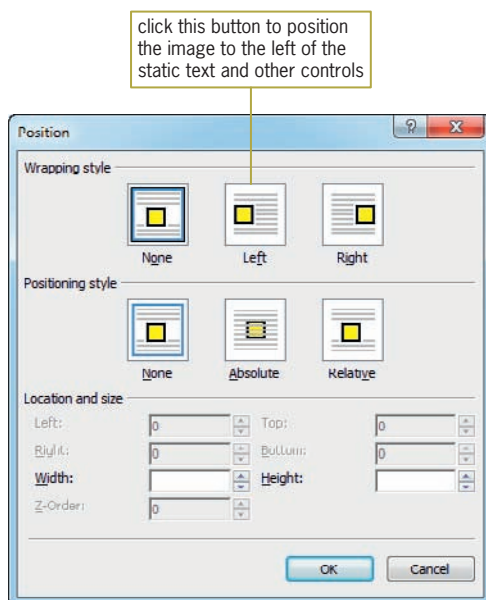 click this button to position
the image to the left of the
static text and other controls
Position
Wrapping style
None Left Right
Positioning style
None Absolute Relative
Location and size
Left: 0 Top: 0
Right: 0 Bottom: 0
Width: Height:
Z-Order: 0
OK Cancel